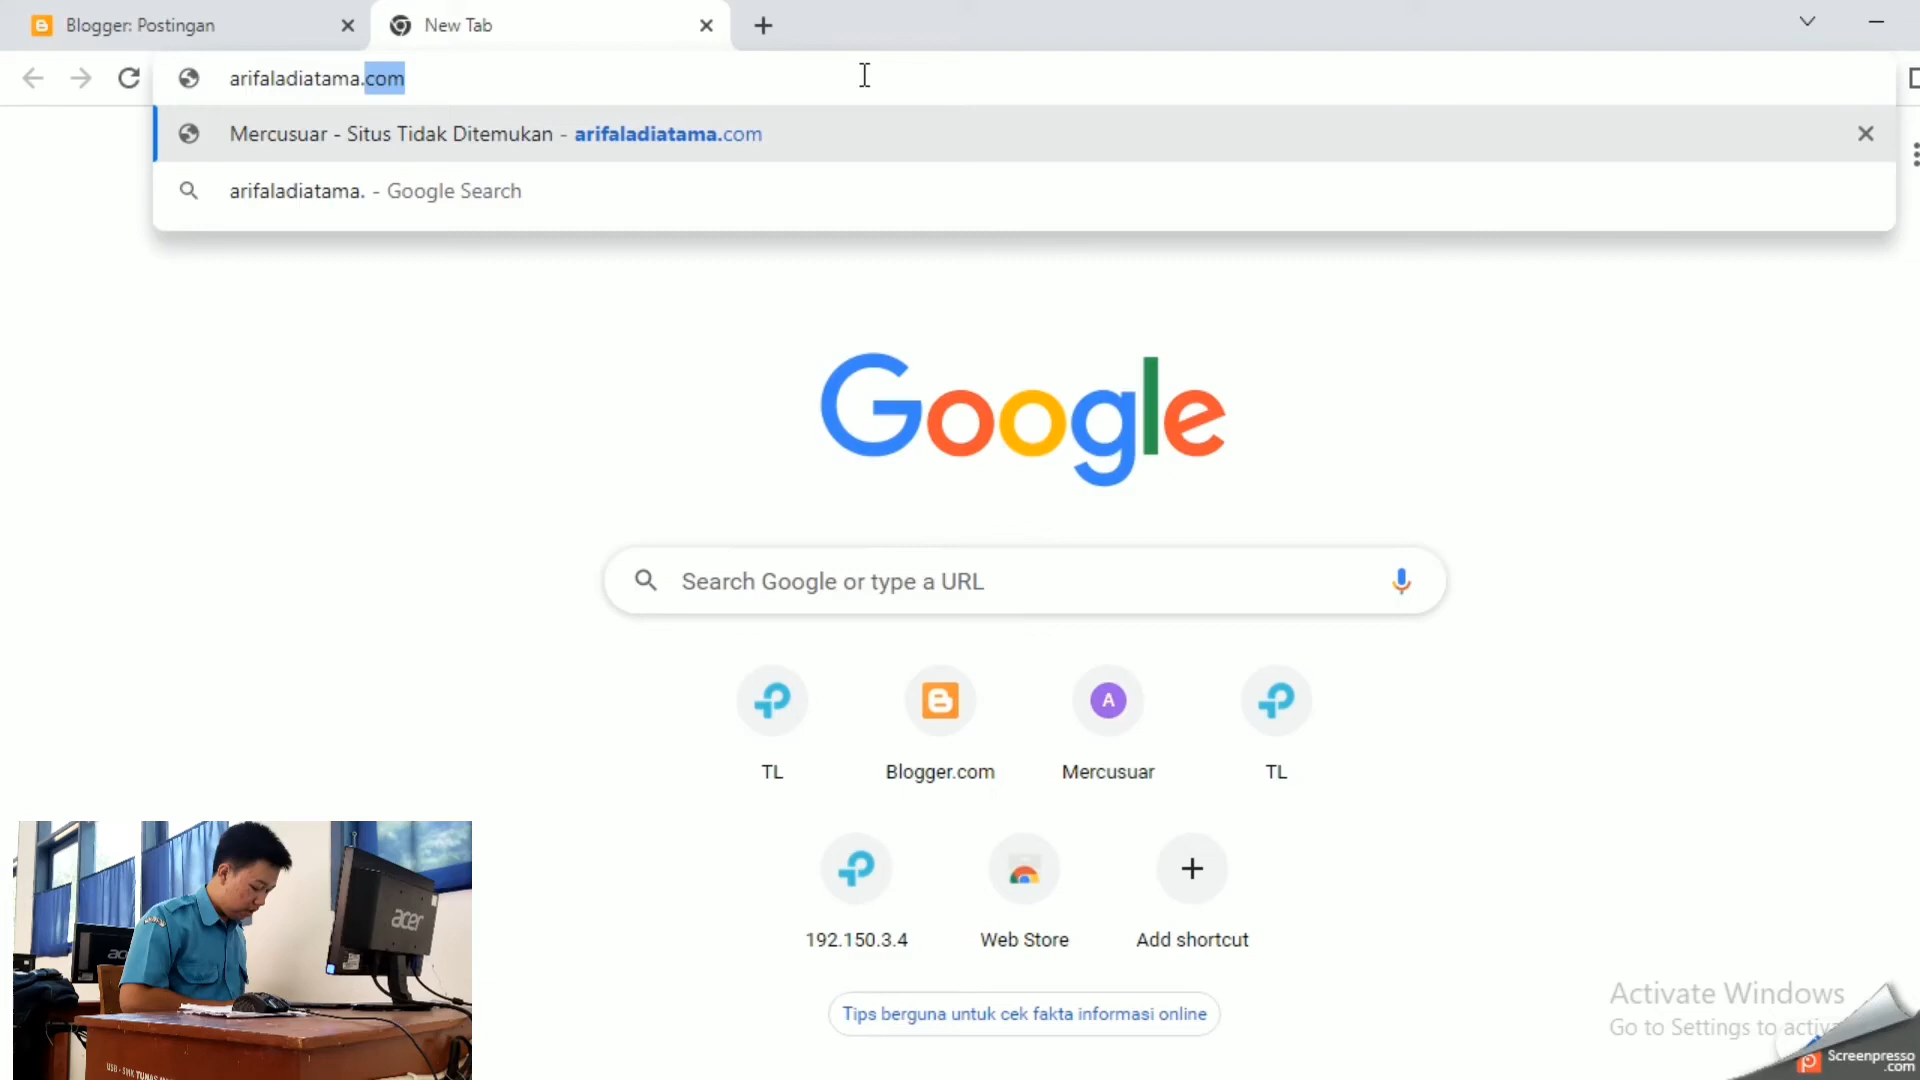 Blogger: Postingan
New Tab
arifaladiatama.com
Mercusuar - Situs Tidak Ditemukan - arifaladiatama.com
arifaladiatama. - Google Search
Google
Search Google or type a URL
A
TL
Blogger.com
Mercusuar
TL
192.150.3.4
Web Store
Add shortcut
Tips berguna untuk cek fakta informasi online
acer
Activate Windows
Go to Settings to activ
Screenpresso
.com